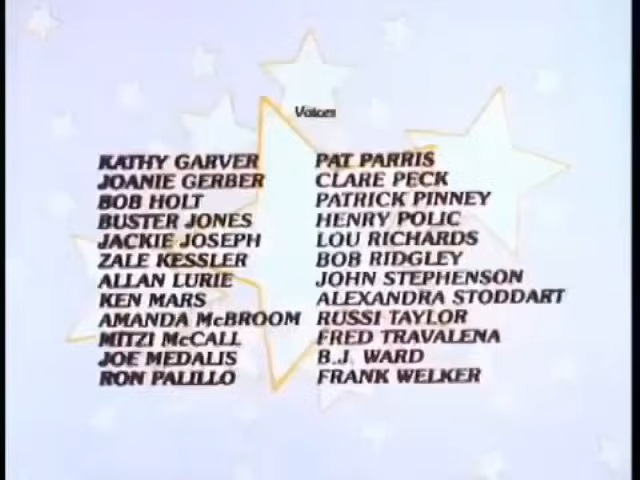 Voices
KATHY GARVER
JOANIE GERBER
BOB HOLT
BUSTER JONES
JACKIE JOSEPH
ZALE KESSLER
ALLAN LURIE
KEN MARS
AMANDA McBROOM
MITZI McCALL
JOE MEDALIS
RON PALILLO
PAT PARRIS
CLARE PECK
PATRICK PINNEY
HENRY POLIC
LOU RICHARDS
BOB RIDGLEY
JOHN STEPHENSON
ALEXANDRA STODDART
RUSSI TAYLOR
FRED TRAVALENA
B.J. WARD
FRANK WELKER